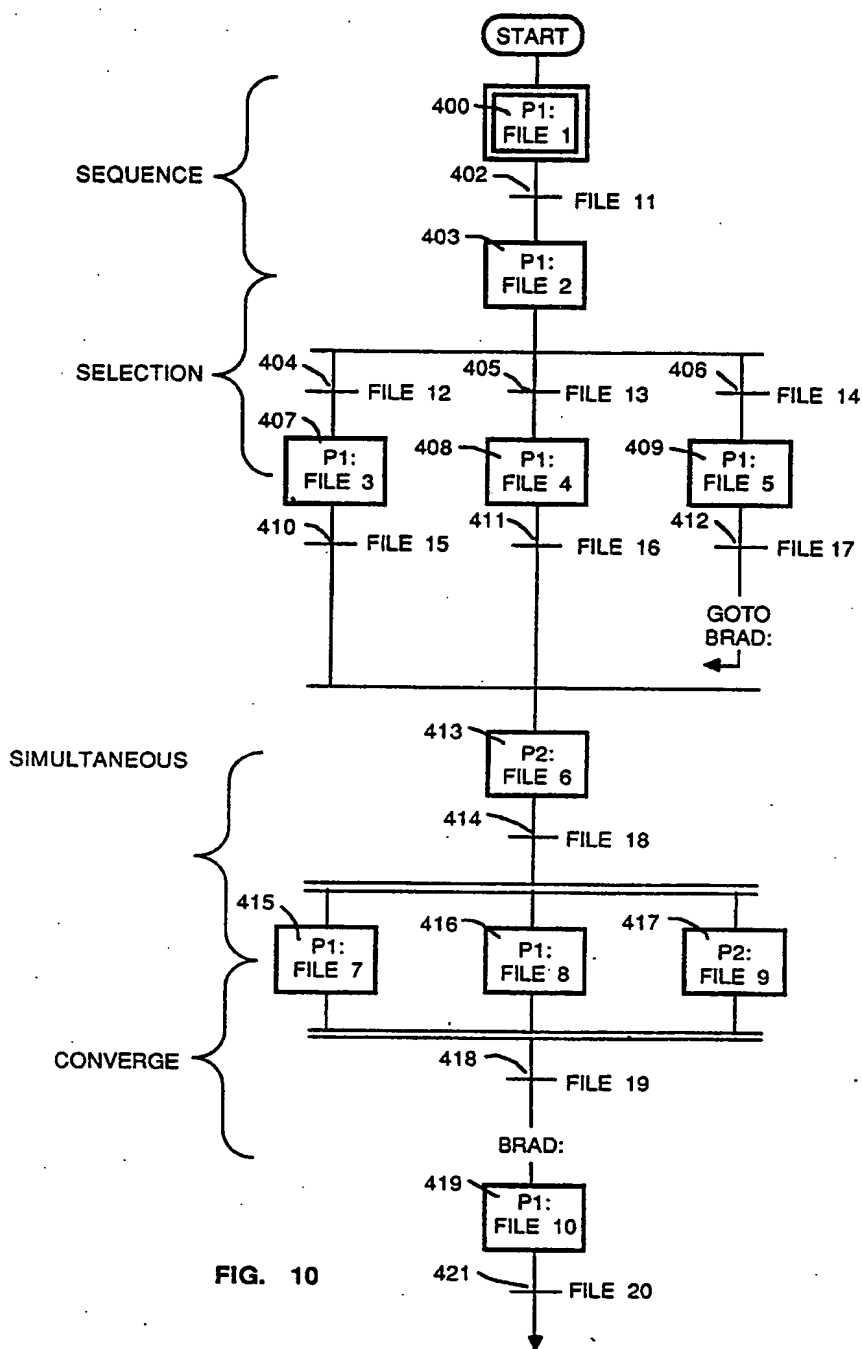 START
400
P1:
FILE 1
SEQUENCE
402
FILE 11
403
P1:
FILE 2
SELECTION
404
FILE 12
405
FILE 13
406
FILE 14
407
P1:
FILE 3
408
P1:
FILE 4
409
P1:
FILE 5
410
FILE 15
411
FILE 16
412
FILE 17
GOTO
BRAD:
SIMULTANEOUS
413
P2:
FILE 6
414
FILE 18
415
P1:
FILE 7
416
P1:
FILE 8
417
P2:
FILE 9
CONVERGE
418
FILE 19
BRAD:
419
P1:
FILE 10
FIG. 10
421
FILE 20